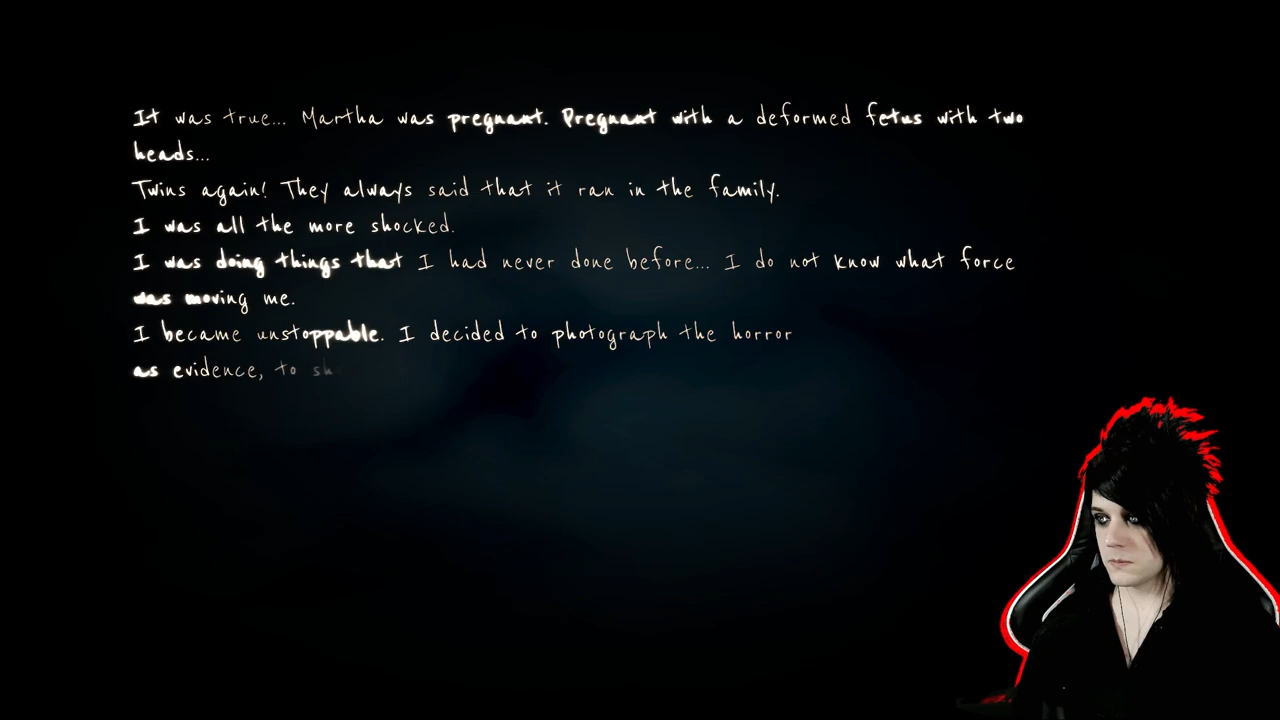 It was true... Martha was pregnant. Pregnant with a deformed fetus with two
heads...
Twins again! They always said that it ran in the family.
I was all the more shocked.
I was doing things that I had never done before... I do not know what force
was moving me.
I became unstoppable. I decided to photograph the horror
as evidence, to sh